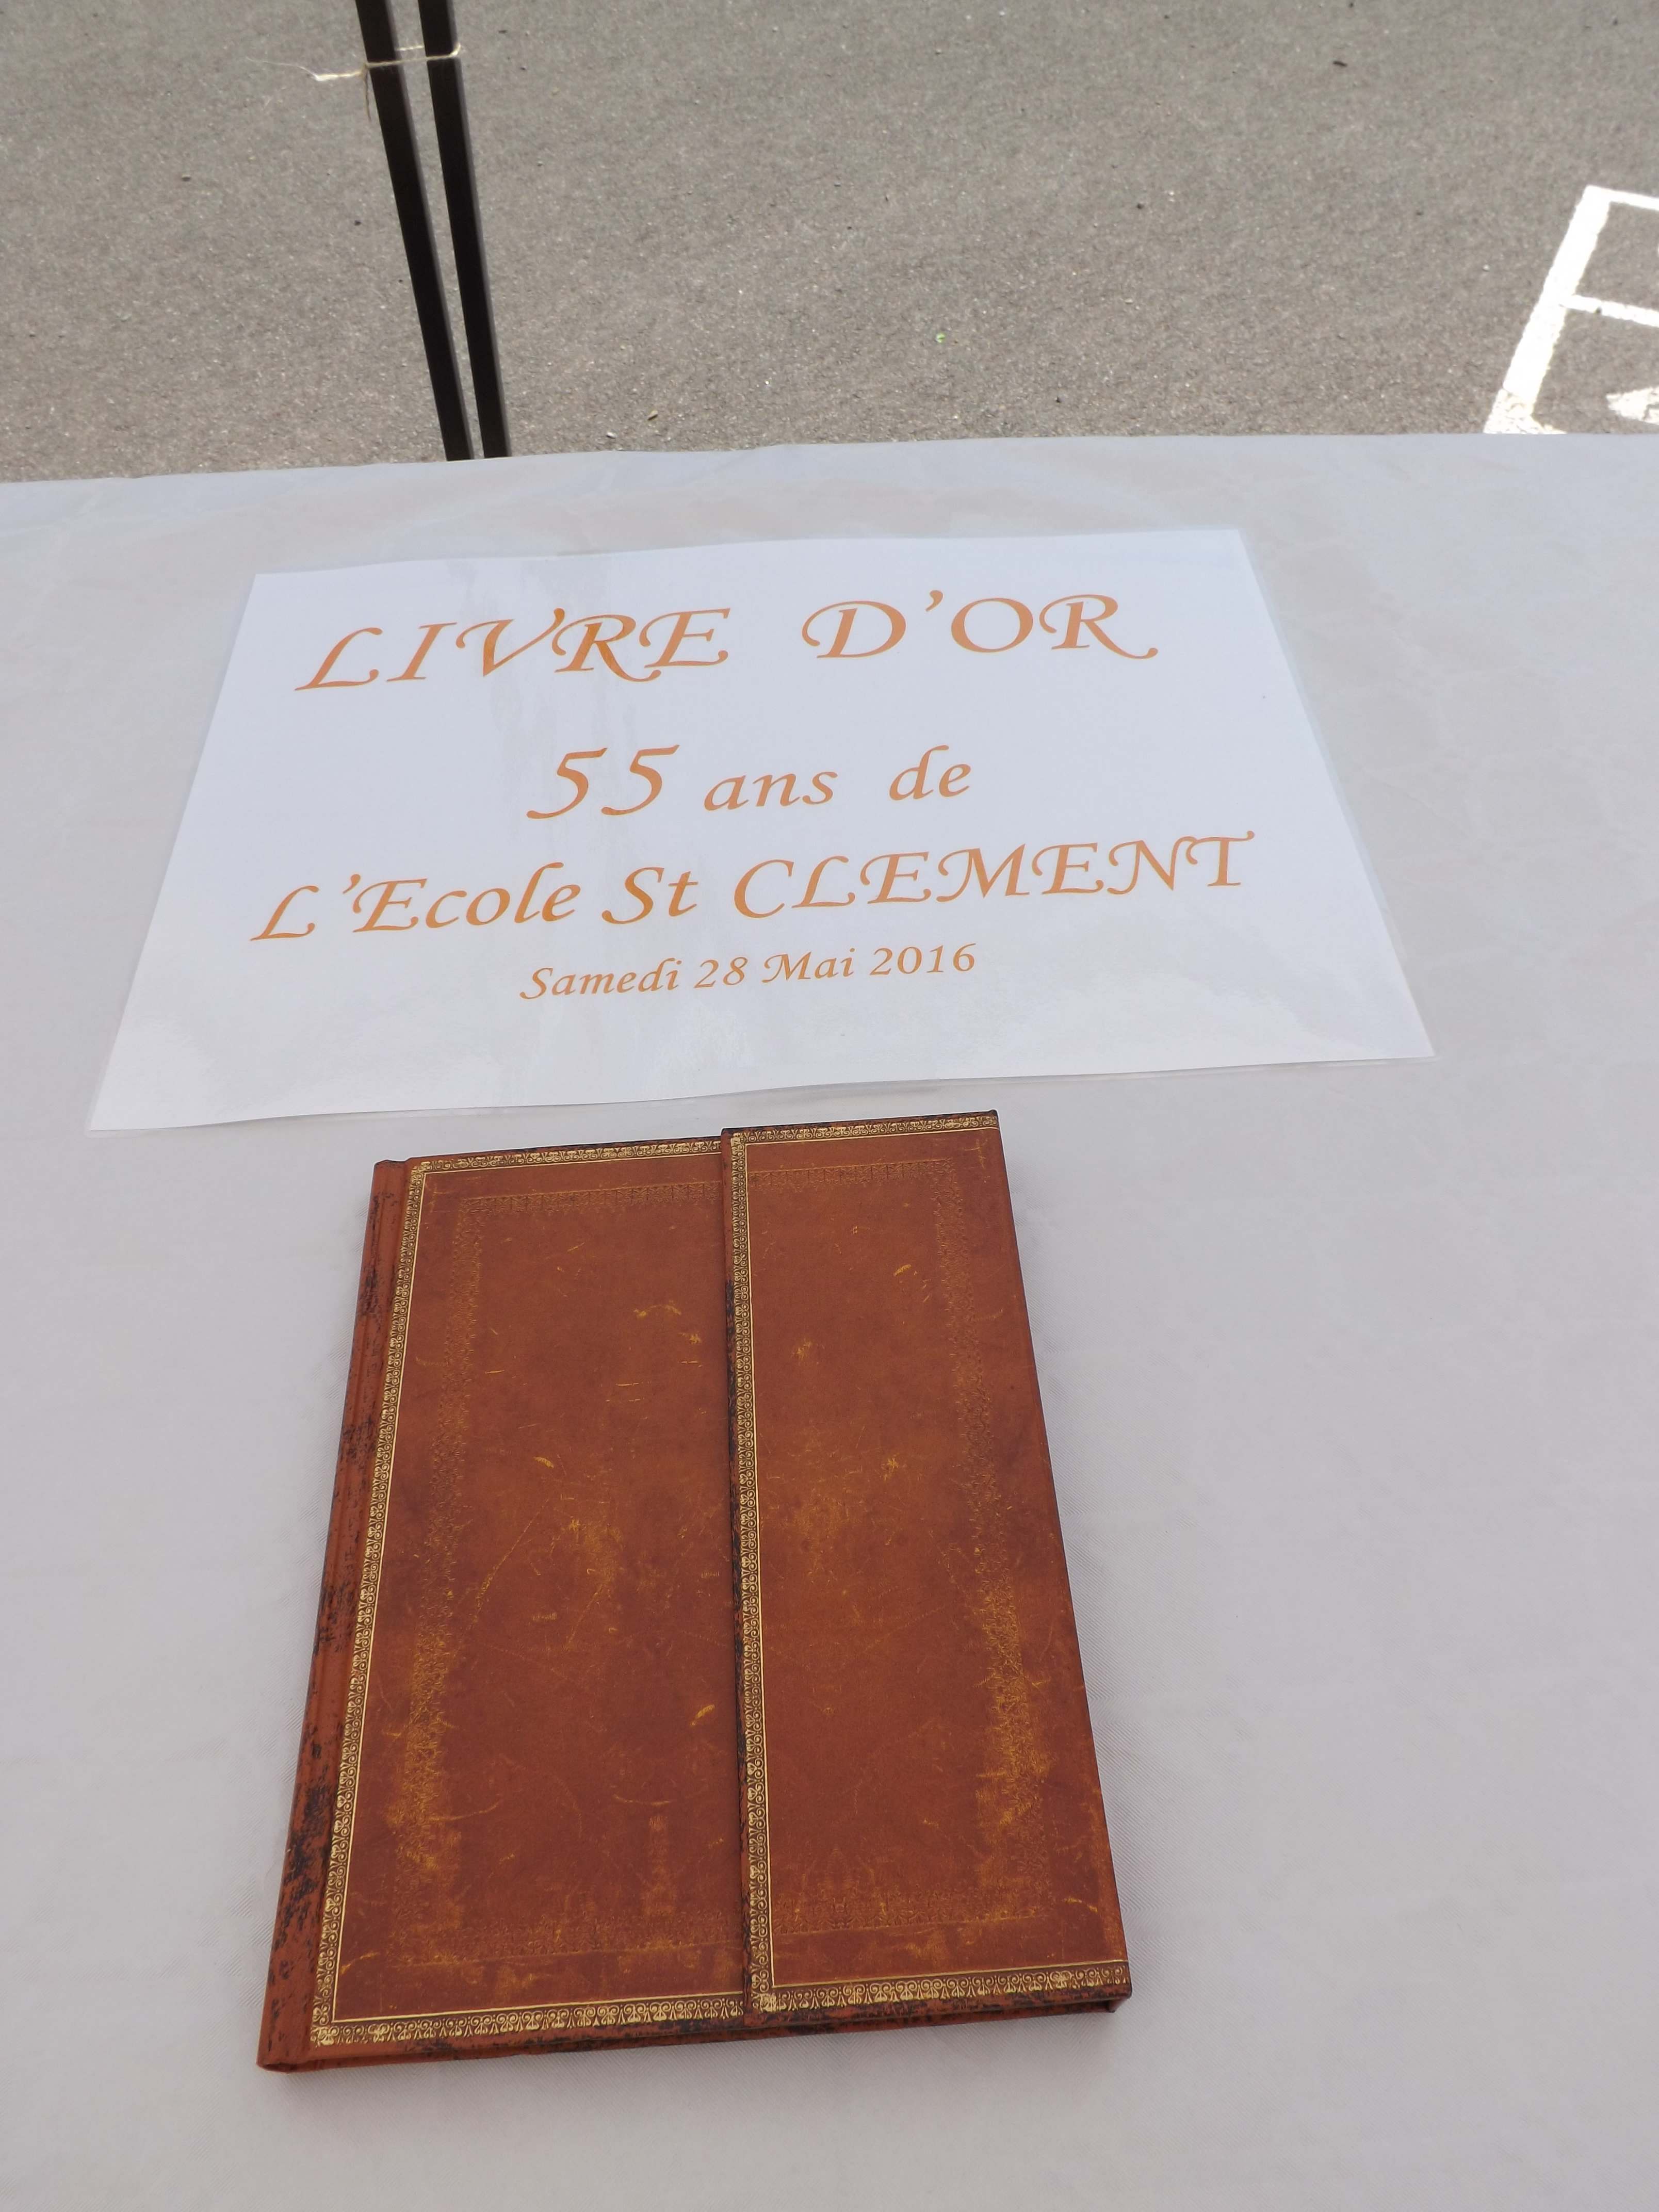 LIVRE D'OR
55 ans de
L'Ecole St CLEMENT
Samedi 28 Mai 2016